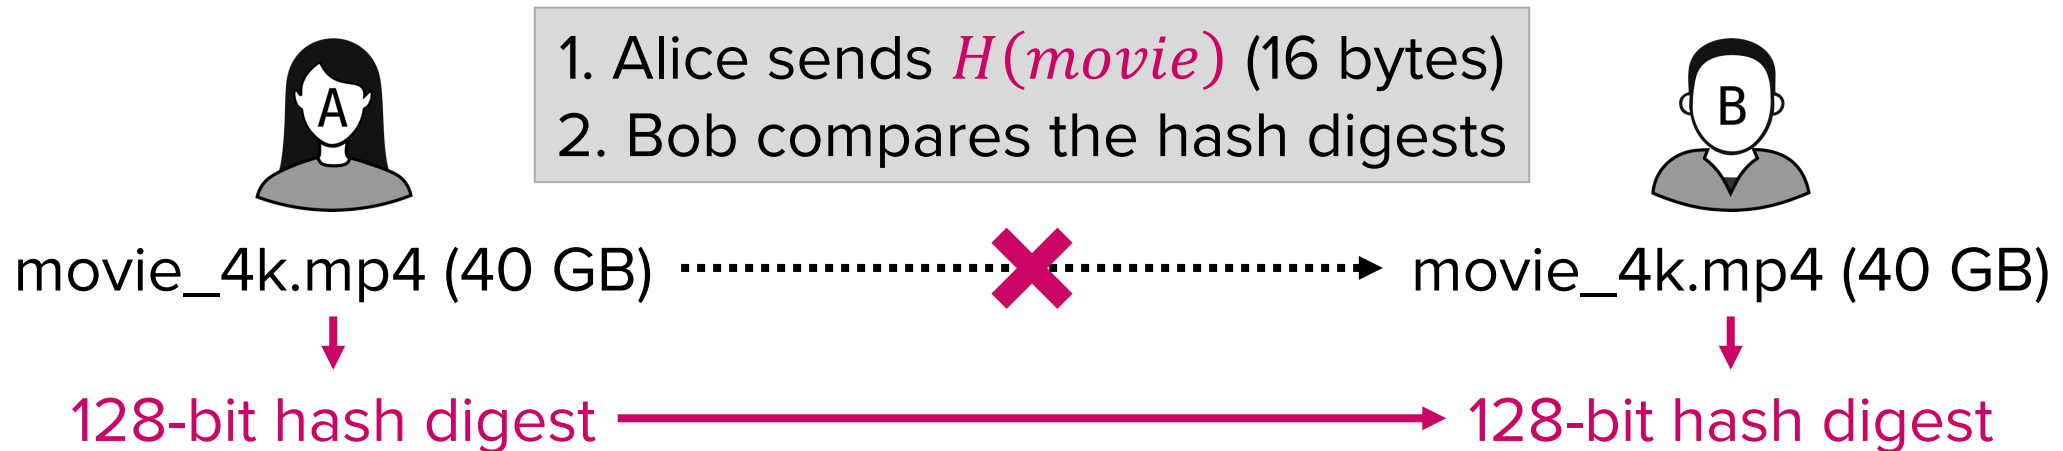 1. Alice sends H(movie) (16 bytes)
2. Bob compares the hash digests
A
B
movie_4k.mp4 (40 GB)
movie_4k.mp4 (40 GB)
128-bit hash digest
128-bit hash digest